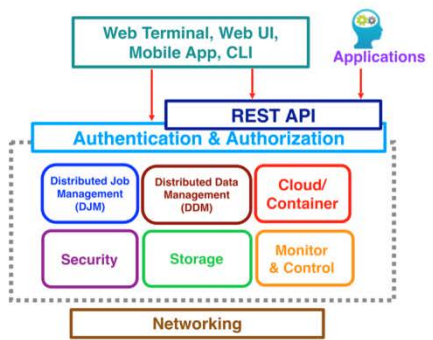 Web Terminal, Web UI,
Mobile App, CLI
Applications
REST API
Authentication & Authorization
Distributed Job
Management
(DJM)
Distributed Data
Management
(DDM)
Cloud/
Container
Security
Storage
Monitor
& Control
Networking